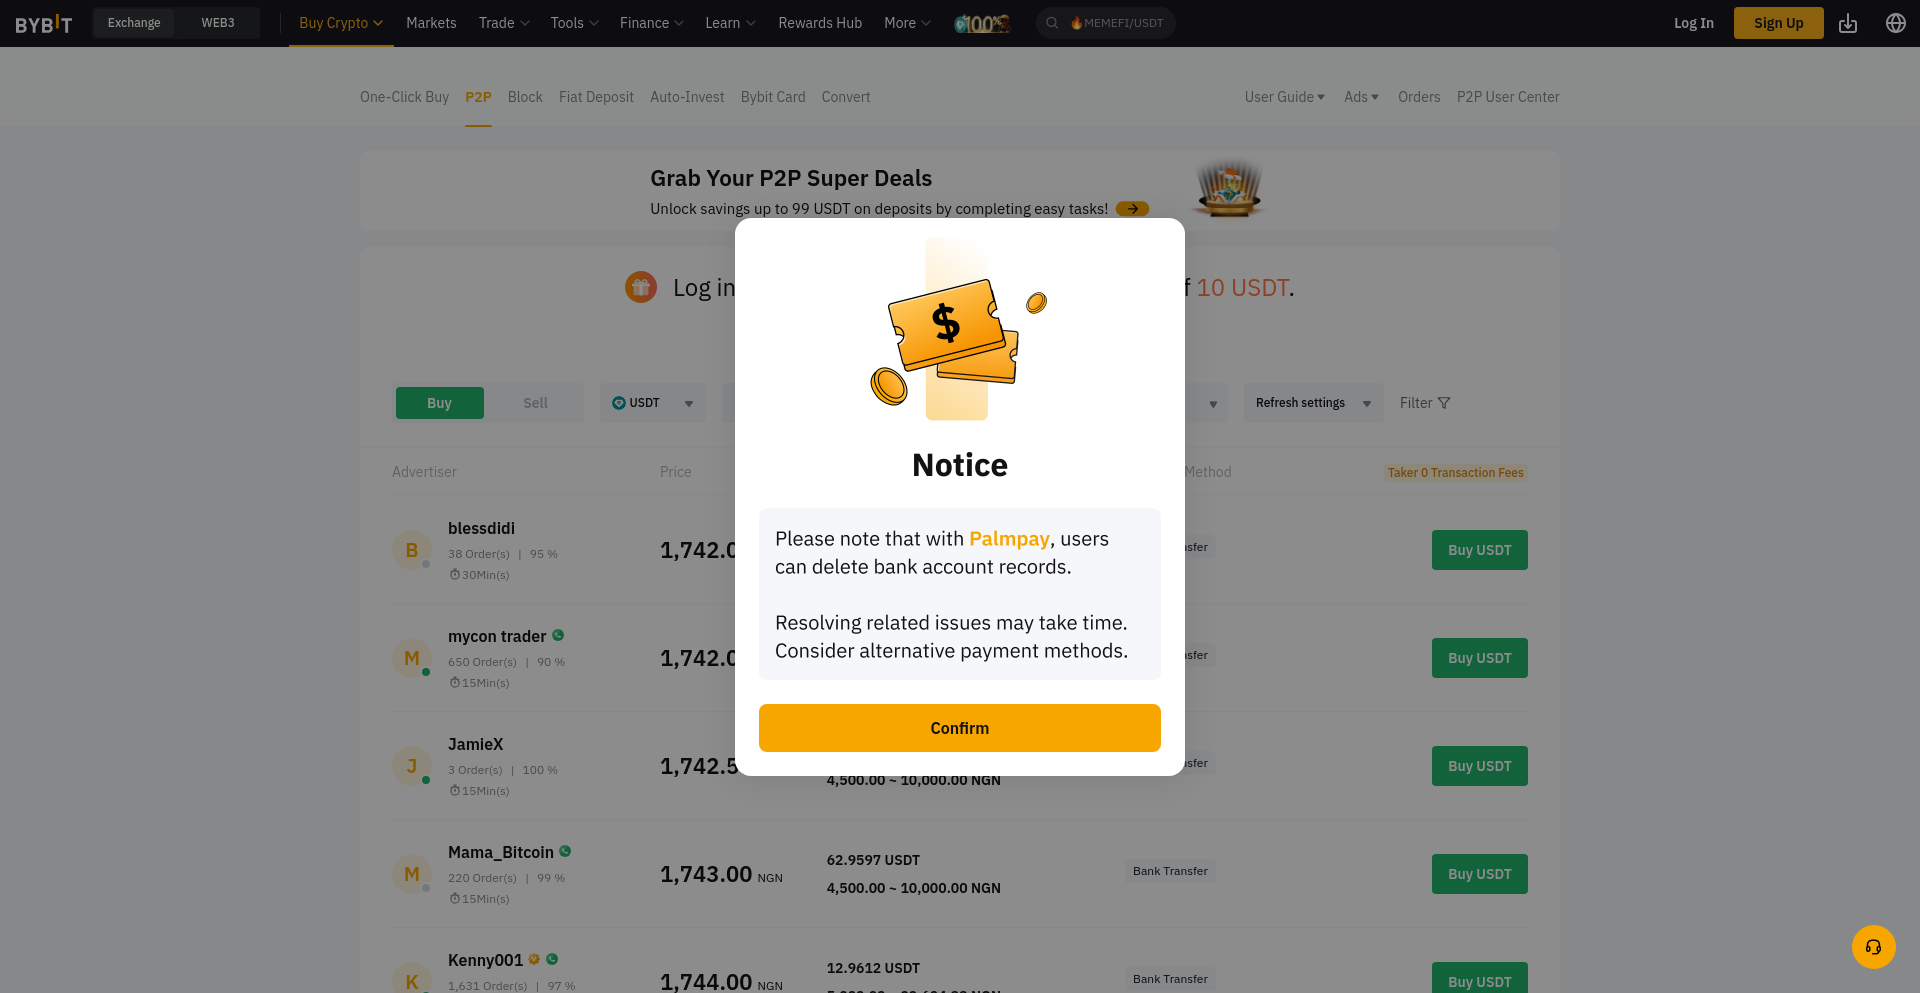 BYBIT
Exchange
WEB3
Buy Crypto
Markets
Trade
Tools
Finance
Learn
Rewards Hub
More
100%
MEMEFI/USDT
Log In
Sign Up
One-Click Buy
P2P
Block
Fiat Deposit
Auto-Invest
Bybit Card
Convert
User Guide
Ads
Orders
P2P User Center
Grab Your P2P Super Deals
Unlock savings up to 99 USDT on deposits by completing easy tasks!
Log in
10 USDT.
Buy
Sell
USDT
Refresh settings
Filter
Advertiser
Price
Method
Taker 0 Transaction Fees
B
blessdidi
38 Order(s) | 95 %
30Min(s)
1,742.0
Buy USDT
M
mycon trader
650 Order(s) | 90 %
15Min(s)
1,742.0
Buy USDT
J
JamieX
3 Order(s) | 100 %
15Min(s)
1,742.5
4,500.00 ~ 10,000.00 NGN
Buy USDT
M
Mama_Bitcoin
220 Order(s) | 99 %
15Min(s)
1,743.00 NGN
62.9597 USDT
4,500.00 ~ 10,000.00 NGN
Bank Transfer
Buy USDT
K
Kenny001
1,631 Order(s) | 97 %
1,744.00 NGN
12.9612 USDT
Bank Transfer
Buy USDT
$
Notice
Please note that with Palmpay, users
can delete bank account records.
Resolving related issues may take time.
Consider alternative payment methods.
Confirm